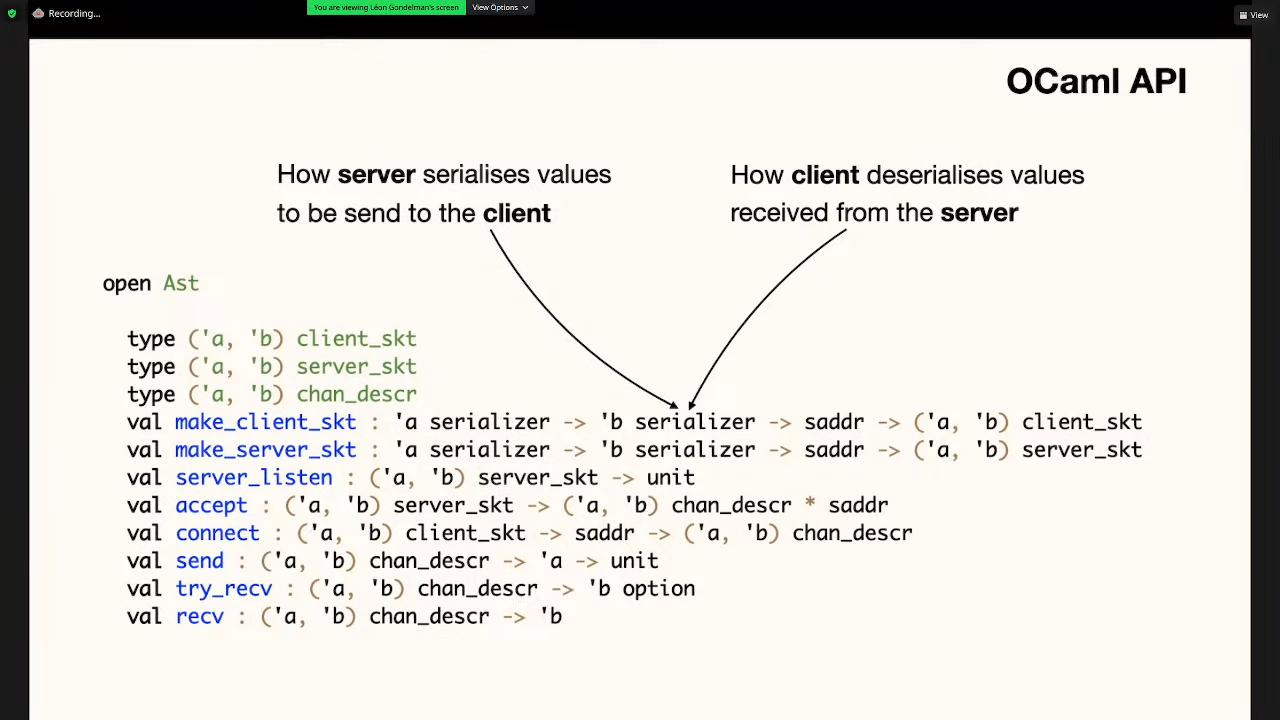 Recording...
You are viewing Léon Gondelman's screen
View Options
View
OCaml API
How server serialises values
to be send to the client
How client deserialises values
received from the server
open Ast
type ('a, 'b) client_skt
type ('a, 'b) server_skt
type ('a, 'b) chan_descr
val make_client_skt : 'a serializer -> 'b serializer -> saddr -> ('a, 'b) client_skt
val make_server_skt : 'a serializer -> 'b serializer -> saddr -> ('a, 'b) server_skt
val server_listen : ('a, 'b) server_skt -> unit
val accept : ('a, 'b) server_skt -> ('a, 'b) chan_descr * saddr
val connect : ('a, 'b) client_skt -> saddr -> ('a, 'b) chan_descr
val send : ('a, 'b) chan_descr -> 'a -> unit
val try_recv : ('a, 'b) chan_descr -> 'b option
val recv : ('a, 'b) chan_descr -> 'b